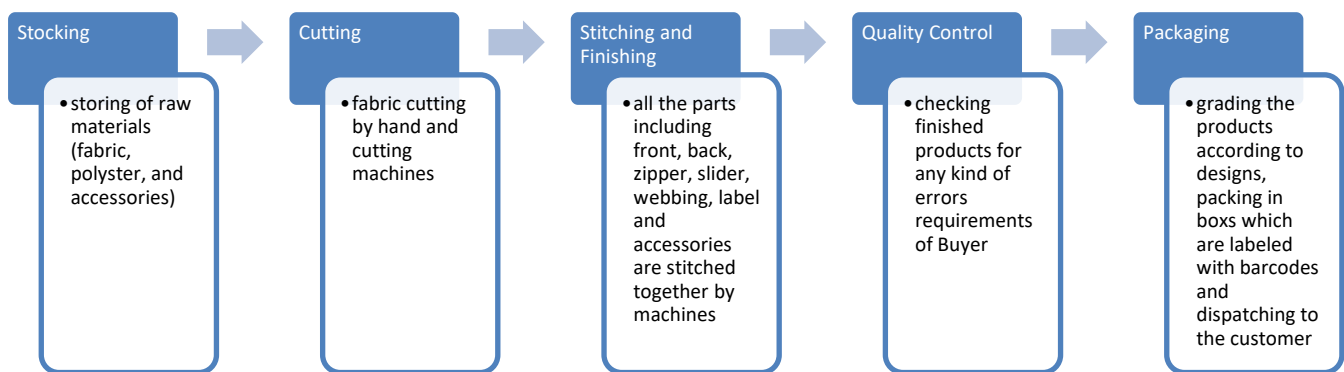 Stocking
•storing of raw
materials
(fabric,
polyster, and
accessories)
Cutting
•fabric cutting
by hand and
cutting
machines
Stitching and
Finishing
•all the parts
including
front, back,
zipper, slider,
webbing, label
and
accessories
are stitched
together by
machines
Quality Control
•checking
finished
products for
any kind of
errors
requirements
of Buyer
Packaging
•grading the
products
according to
designs,
packing in
boxs which
are labeled
with barcodes
and
dispatching to
the customer